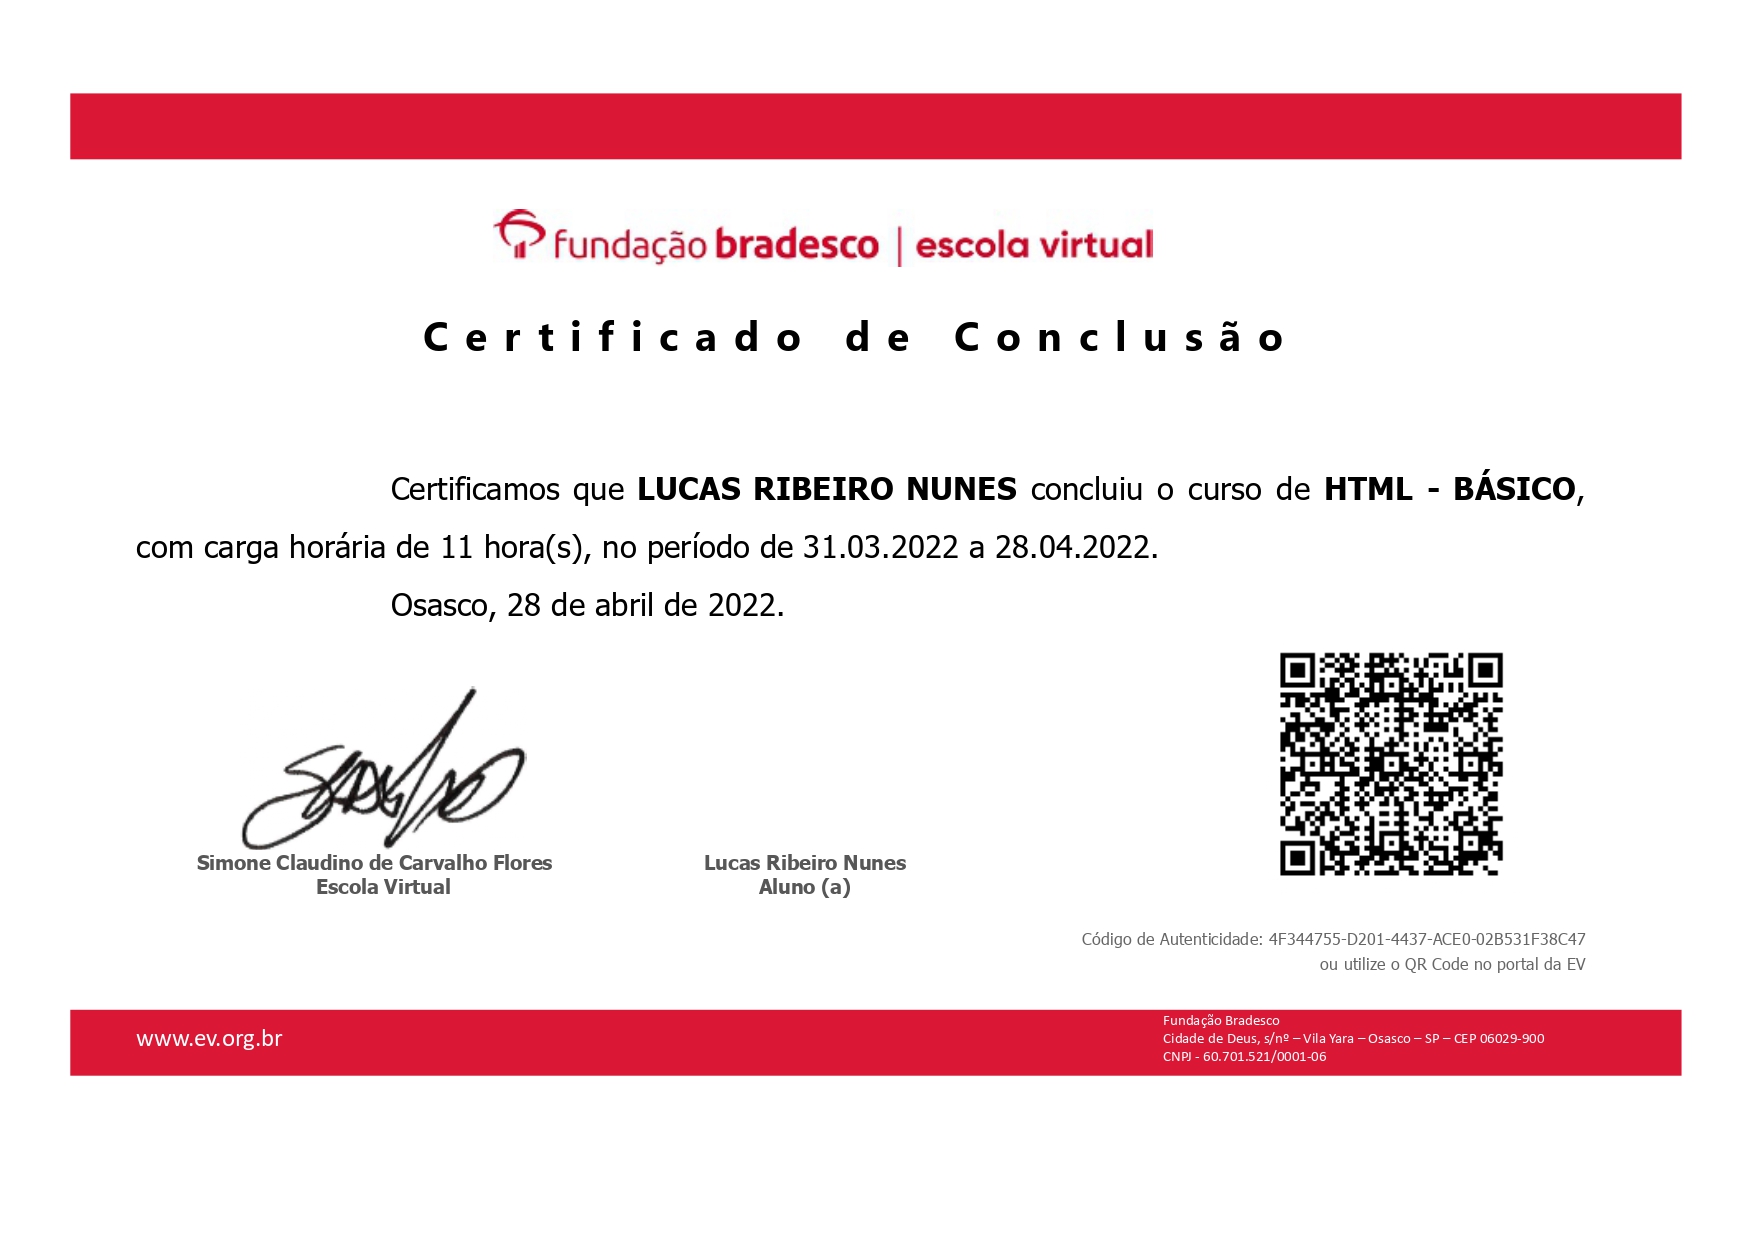 fundação bradesco | escola virtual
Certificado de Conclusão
Certificamos que LUCAS RIBEIRO NUNES concluiu o curso de HTML - BÁSICO,
com carga horária de 11 hora(s), no período de 31.03.2022 a 28.04.2022.
Osasco, 28 de abril de 2022.
Simone Claudino de Carvalho Flores
Escola Virtual
Lucas Ribeiro Nunes
Aluno (a)
Código de Autenticidade: 4F344755-D201-4437-ACE0-02B531F38C47
ou utilize o QR Code no portal da EV
www.ev.org.br
Fundação Bradesco
Cidade de Deus, s/nº – Vila Yara – Osasco – SP – CEP 06029-900
CNPJ - 60.701.521/0001-06